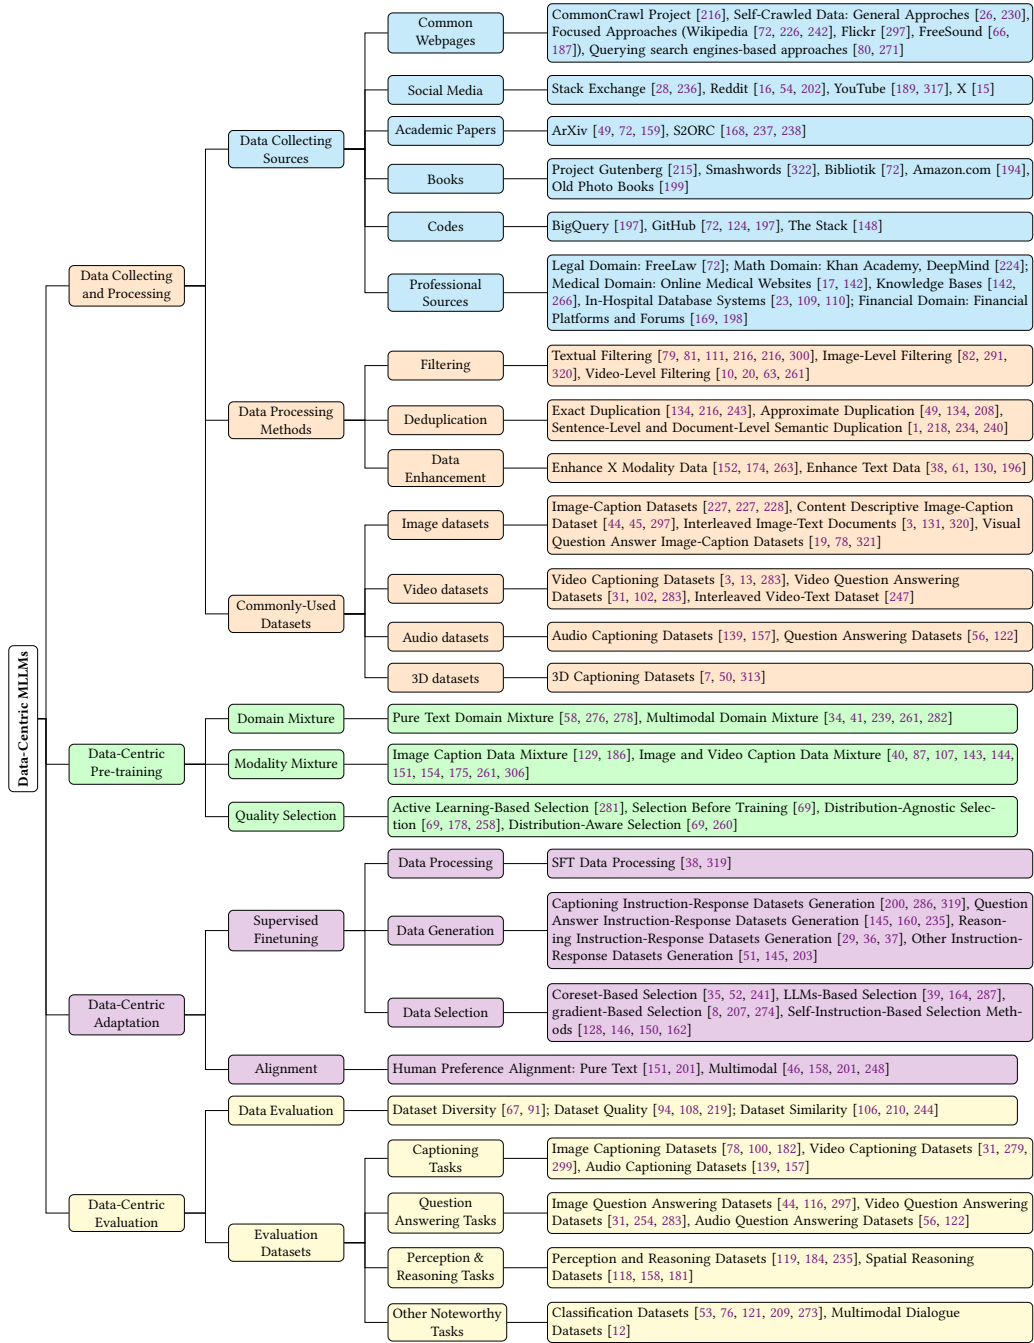 Data-Centric MLLMs
Data Collecting
and Processing
Data Collecting
Sources
Common
Webpages
CommonCrawl Project [216], Self-Crawled Data: General Approches [26, 230],
Focused Approaches (Wikipedia [72, 226, 242], Flickr [297], FreeSound [66,
187]), Querying search engines-based approaches [80, 271]
Social Media
Stack Exchange [28, 236], Reddit [16, 54, 202], YouTube [189, 317], X [15]
Academic Papers
ArXiv [49, 72, 159], S2ORC [168, 237, 238]
Books
Project Gutenberg [215], Smashwords [322], Bibliotik [72], Amazon.com [194],
Old Photo Books [199]
Codes
BigQuery [197], GitHub [72, 124, 197], The Stack [148]
Professional
Sources
Legal Domain: FreeLaw [72]; Math Domain: Khan Academy, DeepMind [224];
Medical Domain: Online Medical Websites [17, 142], Knowledge Bases [142,
266], In-Hospital Database Systems [23, 109, 110]; Financial Domain: Financial
Platforms and Forums [169, 198]
Data Processing
Methods
Filtering
Textual Filtering [79, 81, 111, 216, 216, 300], Image-Level Filtering [82, 291,
320], Video-Level Filtering [10, 20, 63, 261]
Deduplication
Exact Duplication [134, 216, 243], Approximate Duplication [49, 134, 208],
Sentence-Level and Document-Level Semantic Duplication [1, 218, 234, 240]
Data
Enhancement
Enhance X Modality Data [152, 174, 263], Enhance Text Data [38, 61, 130, 196]
Commonly-Used
Datasets
Image datasets
Image-Caption Datasets [227, 227, 228], Content Descriptive Image-Caption
Dataset [44, 45, 297], Interleaved Image-Text Documents [3, 131, 320], Visual
Question Answer Image-Caption Datasets [19, 78, 321]
Video datasets
Video Captioning Datasets [3, 13, 283], Video Question Answering
Datasets [31, 102, 283], Interleaved Video-Text Dataset [247]
Audio datasets
Audio Captioning Datasets [139, 157], Question Answering Datasets [56, 122]
3D datasets
3D Captioning Datasets [7, 50, 313]
Data-Centric
Pre-training
Domain Mixture
Pure Text Domain Mixture [58, 276, 278], Multimodal Domain Mixture [34, 41, 239, 261, 282]
Modality Mixture
Image Caption Data Mixture [129, 186], Image and Video Caption Data Mixture [40, 87, 107, 143, 144,
151, 154, 175, 261, 306]
Quality Selection
Active Learning-Based Selection [281], Selection Before Training [69], Distribution-Agnostic Selec-
tion [69, 178, 258], Distribution-Aware Selection [69, 260]
Data-Centric
Adaptation
Supervised
Finetuning
Data Processing
SFT Data Processing [38, 319]
Data Generation
Captioning Instruction-Response Datasets Generation [200, 286, 319], Question
Answer Instruction-Response Datasets Generation [145, 160, 235], Reason-
ing Instruction-Response Datasets Generation [29, 36, 37], Other Instruction-
Response Datasets Generation [51, 145, 203]
Data Selection
Coreset-Based Selection [35, 52, 241], LLMs-Based Selection [39, 164, 287],
gradient-Based Selection [8, 207, 274], Self-Instruction-Based Selection Meth-
ods [128, 146, 150, 162]
Alignment
Human Preference Alignment: Pure Text [151, 201], Multimodal [46, 158, 201, 248]
Data-Centric
Evaluation
Data Evaluation
Dataset Diversity [67, 91]; Dataset Quality [94, 108, 219]; Dataset Similarity [106, 210, 244]
Evaluation
Datasets
Captioning
Tasks
Image Captioning Datasets [78, 100, 182], Video Captioning Datasets [31, 279,
299], Audio Captioning Datasets [139, 157]
Question
Answering Tasks
Image Question Answering Datasets [44, 116, 297], Video Question Answering
Datasets [31, 254, 283], Audio Question Answering Datasets [56, 122]
Perception &
Reasoning Tasks
Perception and Reasoning Datasets [119, 184, 235], Spatial Reasoning
Datasets [118, 158, 181]
Other Noteworthy
Tasks
Classification Datasets [53, 76, 121, 209, 273], Multimodal Dialogue
Datasets [12]